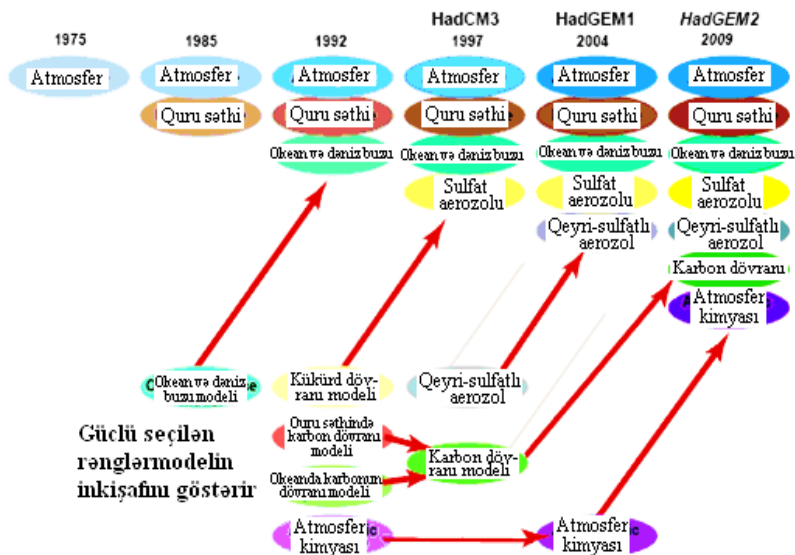 HadCM3 HadGEM1 HadGEM2
1975 1985 1992 1997 2004 2009
Atmosfer Atmosfer Atmosfer Atmosfer Atmosfer Atmosfer
Quru səthi Quru səthi Quru səthi Quru səthi Quru səthi
Okean və dəniz buzu Okean və dəniz buzu Okean və dəniz buzu Okean və dəniz buzu
Sulfat aerozolu Sulfat aerozolu Sulfat aerozolu
Qeyri-sulfatlı aerozol Qeyri-sulfatlı aerozol
Karbon dövranı
Atmosfer kimyası
Okean və dəniz buzu modeli
Kükürd döv-
ranı modeli
Qeyri-sulfatlı
aerozol
Quru səthində
karbon dövranı
modeli
Karbon döv-
ranı modeli
Okeanda karbonun
dövranı modeli
Atmosfer
kimyası
Atmosfer
kimyası
Güclü seçilən
rənglərmodelin
inkişafını göstərir